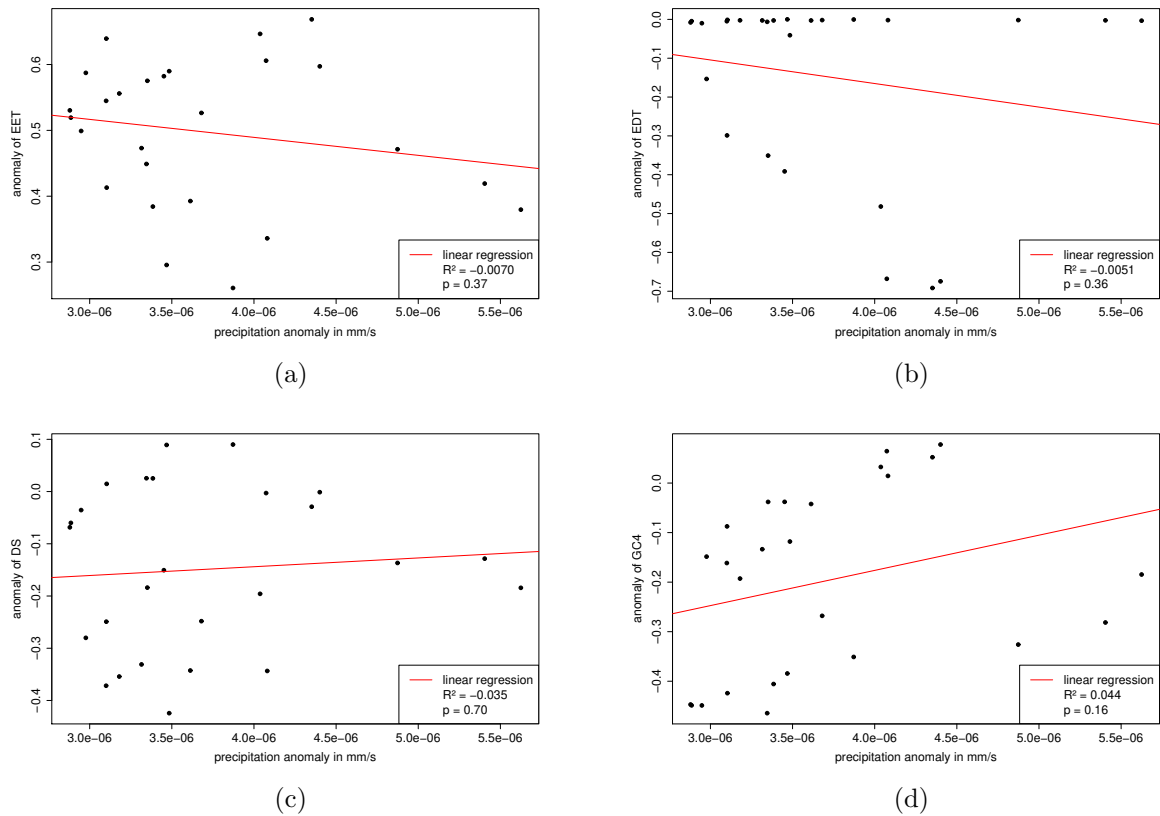 anomaly of EET
0.3 0.4 0.5 0.6
3.0e−06 3.5e−06 4.0e−06 4.5e−06 5.0e−06 5.5e−06
precipitation anomaly in mm/s
linear regression
R² = −0.0070
p = 0.37
(a)
anomaly of EDT
−0.7 −0.6 −0.5 −0.4 −0.3 −0.2 −0.1 0.0
3.0e−06 3.5e−06 4.0e−06 4.5e−06 5.0e−06 5.5e−06
precipitation anomaly in mm/s
linear regression
R² = −0.0051
p = 0.36
(b)
anomaly of DS
−0.4 −0.3 −0.2 −0.1 0.0 0.1
3.0e−06 3.5e−06 4.0e−06 4.5e−06 5.0e−06 5.5e−06
precipitation anomaly in mm/s
linear regression
R² = −0.035
p = 0.70
(c)
anomaly of GC4
−0.4 −0.3 −0.2 −0.1 0.0
3.0e−06 3.5e−06 4.0e−06 4.5e−06 5.0e−06 5.5e−06
precipitation anomaly in mm/s
linear regression
R² = 0.044
p = 0.16
(d)